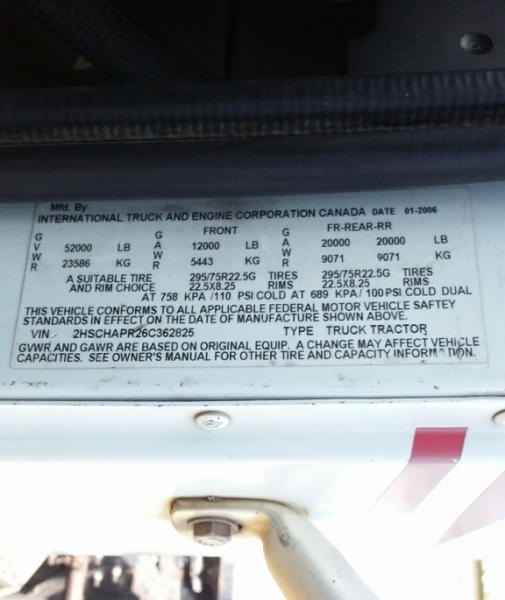 Mfd. By
INTERNATIONAL TRUCK AND ENGINE CORPORATION CANADA DATE 01-2006
G FRONT G FR-REAR-RR
V 52000 LB A 12000 LB A 20000 20000 LB
W W W
R 23586 KG R 5443 KG R 9071 9071 KG
A SUITABLE TIRE 295/75R22.5G TIRES 295/75R22.5G TIRES
AND RIM CHOICE 22.5X8.25 RIMS 22.5X8.25 RIMS
AT 758 KPA /110 PSI COLD AT 689 KPA/ 100 PSI COLD DUAL
THIS VEHICLE CONFORMS TO ALL APPLICABLE FEDERAL MOTOR VEHICLE SAFTEY
STANDARDS IN EFFECT ON THE DATE OF MANUFACTURE SHOWN ABOVE.
VIN 2HSCHAPR26C362825 TYPE TRUCK TRACTOR
GVWR AND GAWR ARE BASED ON ORIGINAL EQUIP. A CHANGE MAY AFFECT VEHICLE
CAPACITIES. SEE OWNER'S MANUAL FOR OTHER TIRE AND CAPACITY INFORMATION.